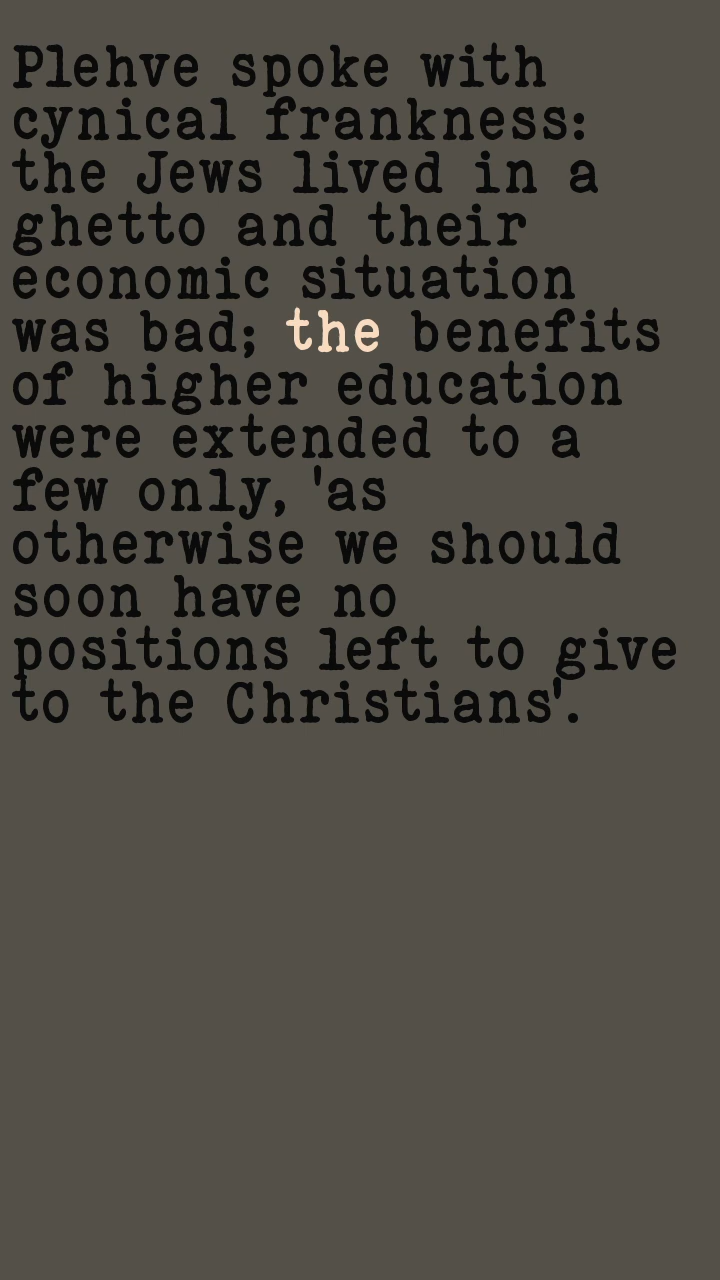 Plehve spoke with
cynical frankness:
the Jews lived in a
ghetto and their
economic situation
was bad; the benefits
of higher education
were extended to a
few only, 'as
otherwise we should
soon have no
positions left to give
to the Christians'.